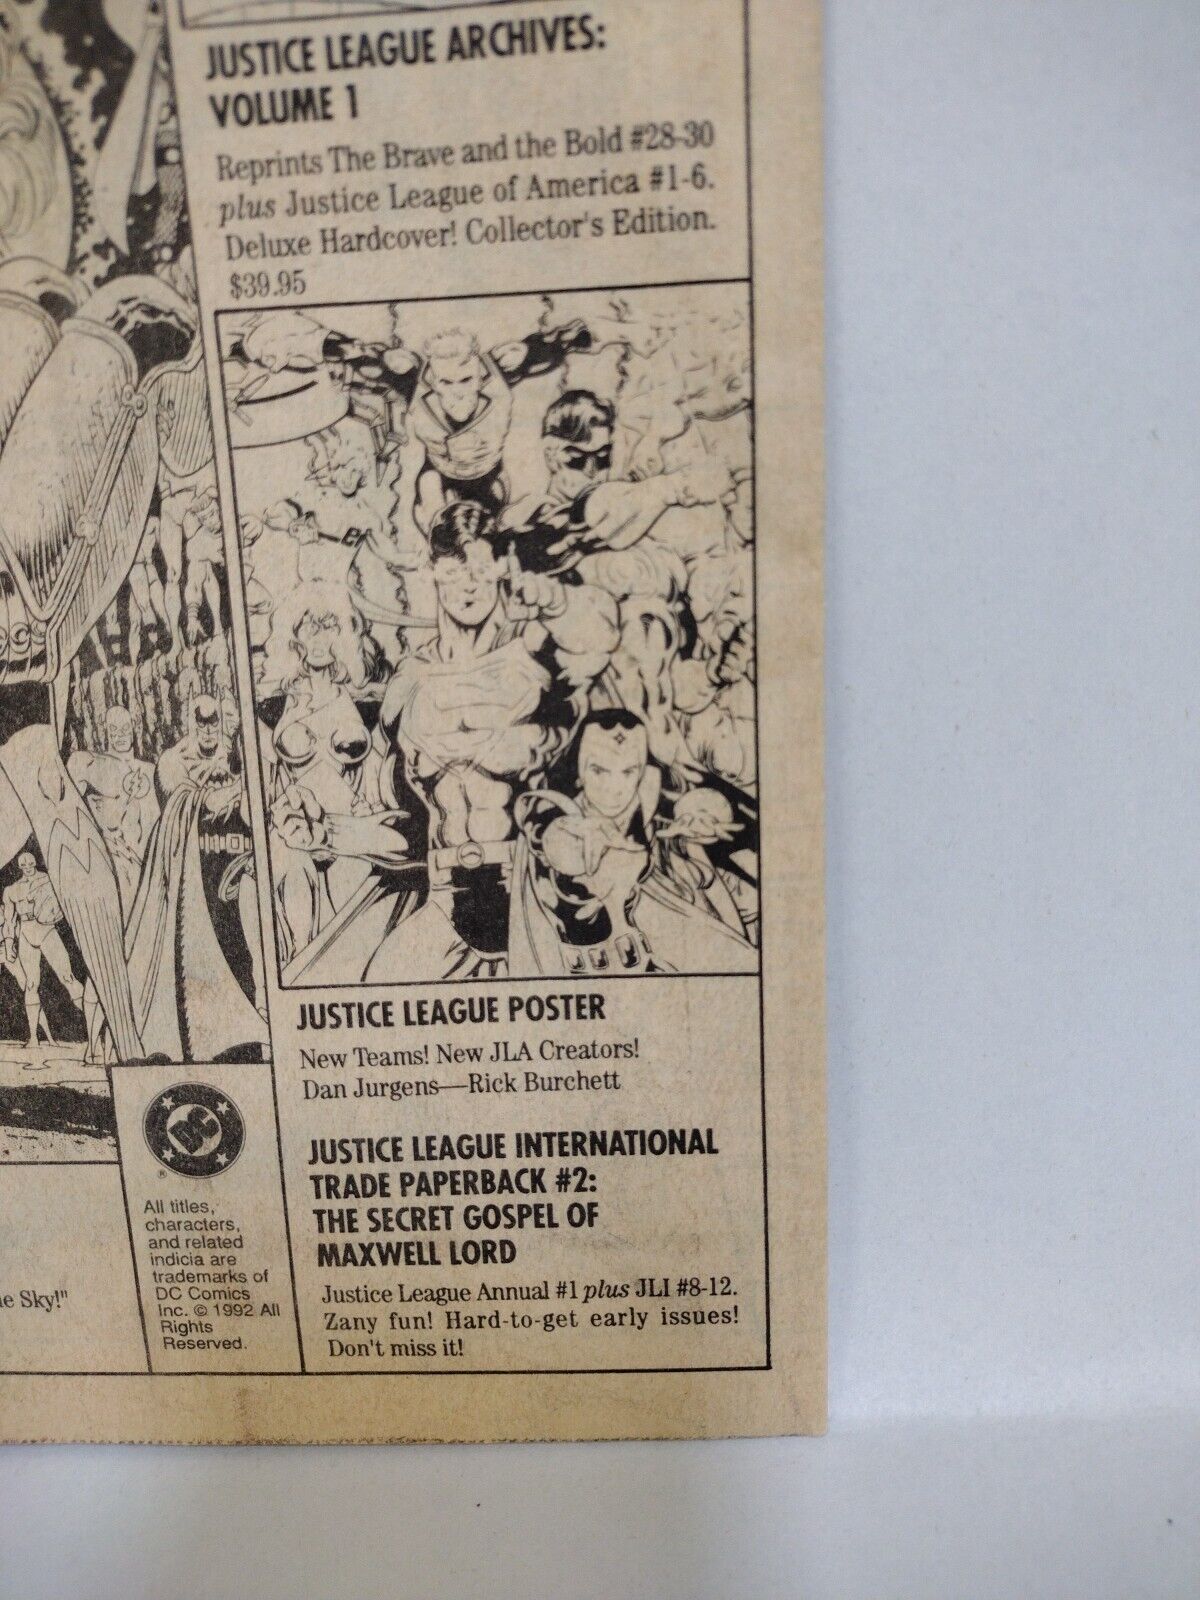 JUSTICE LEAGUE ARCHIVES:
VOLUME 1
Reprints The Brave and the Bold #28-30
plus Justice League of America #1-6.
Deluxe Hardcover! Collector's Edition.
$39.95
JUSTICE LEAGUE POSTER
New Teams! New JLA Creators!
Dan Jurgens—Rick Burchett
JUSTICE LEAGUE INTERNATIONAL
TRADE PAPERBACK #2:
THE SECRET GOSPEL OF
MAXWELL LORD
Justice League Annual #1 plus JLI #8-12.
Zany fun! Hard-to-get early issues!
Don't miss it!
DC
®
All titles,
characters,
and related
indicia are
trademarks of
DC Comics
Inc. © 1992 All
Rights
Reserved.
Sky!"